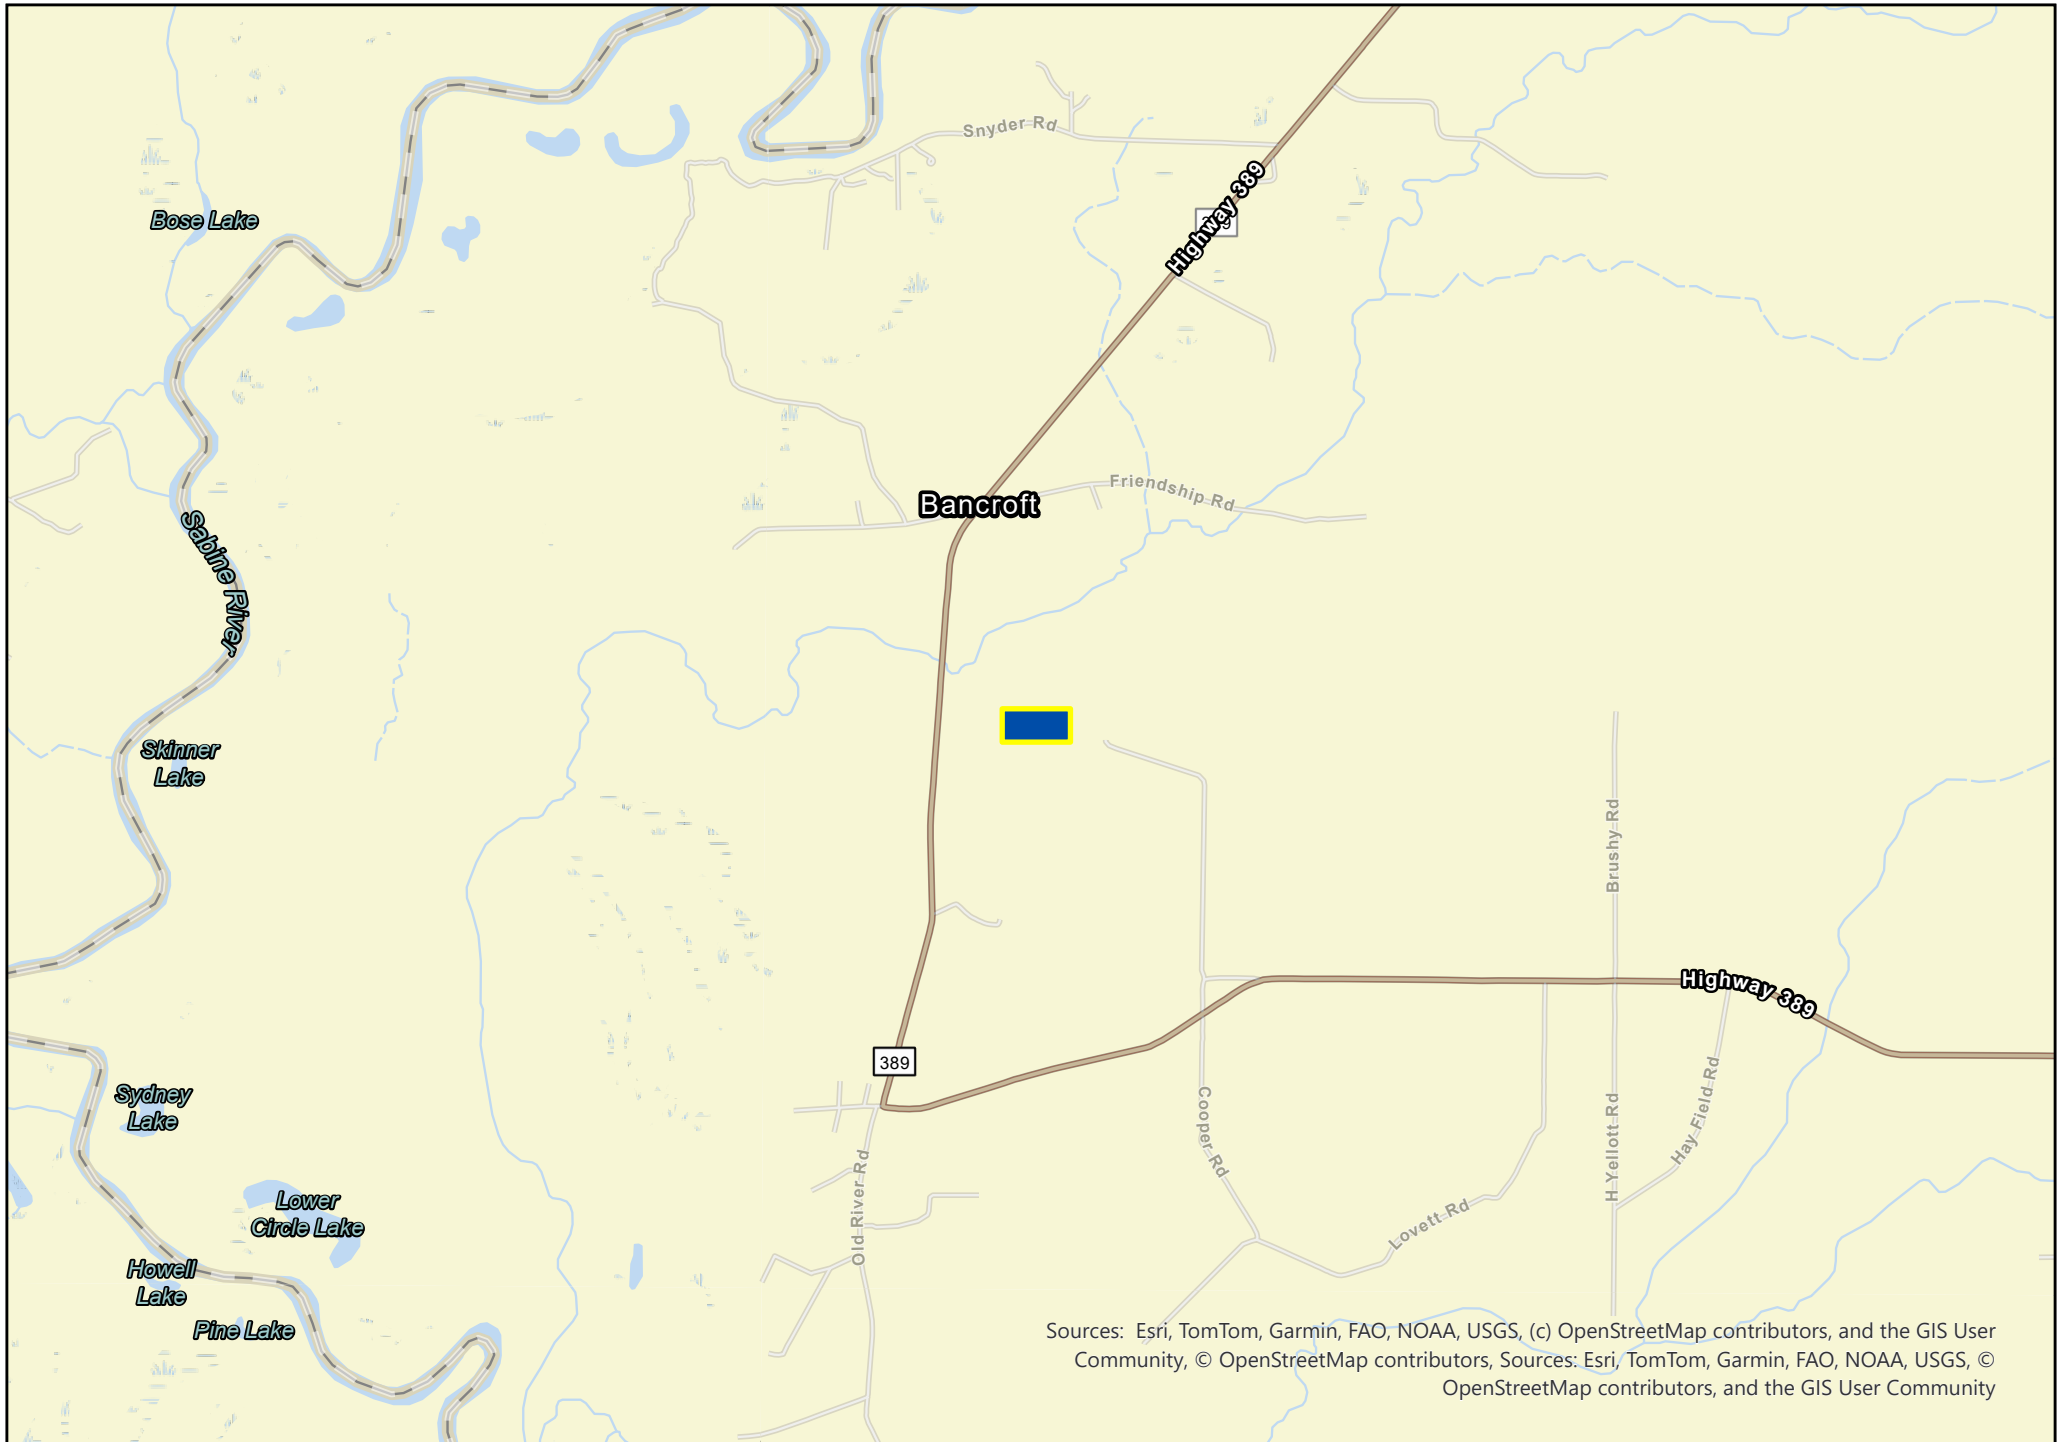 Snyder Rd
Highway 389
Bose Lake
Friendship Rd
Bancroft
Sabine River
Skinner
Lake
Brushy Rd
Highway 389
389
Sydney
Lake
Cooper Rd
Hay Field Rd
H Yellott Rd
Old River Rd
Lovett Rd
Lower
Circle Lake
Howell
Lake
Pine Lake
Sources: Esri, TomTom, Garmin, FAO, NOAA, USGS, (c) OpenStreetMap contributors, and the GIS User
Community, © OpenStreetMap contributors, Sources: Esri, TomTom, Garmin, FAO, NOAA, USGS, ©
OpenStreetMap contributors, and the GIS User Community